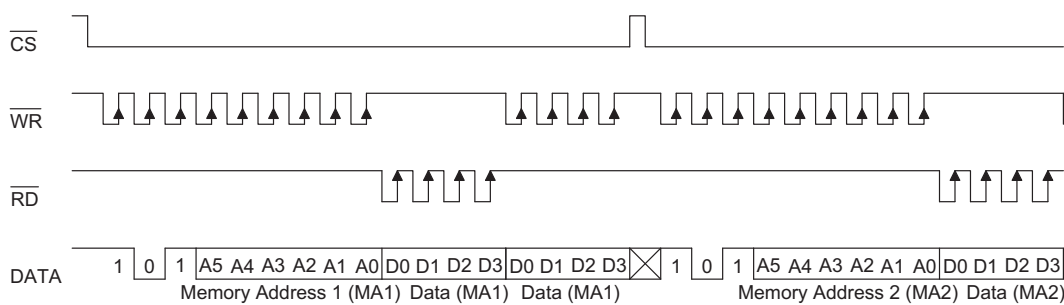 CS
WR
RD
DATA 1 0 1 A5 A4 A3 A2 A1 A0 D0 D1 D2 D3 D0 D1 D2 D3 1 0 1 A5 A4 A3 A2 A1 A0 D0 D1 D2 D3
Memory Address 1 (MA1) Data (MA1) Data (MA1) Memory Address 2 (MA2) Data (MA2)